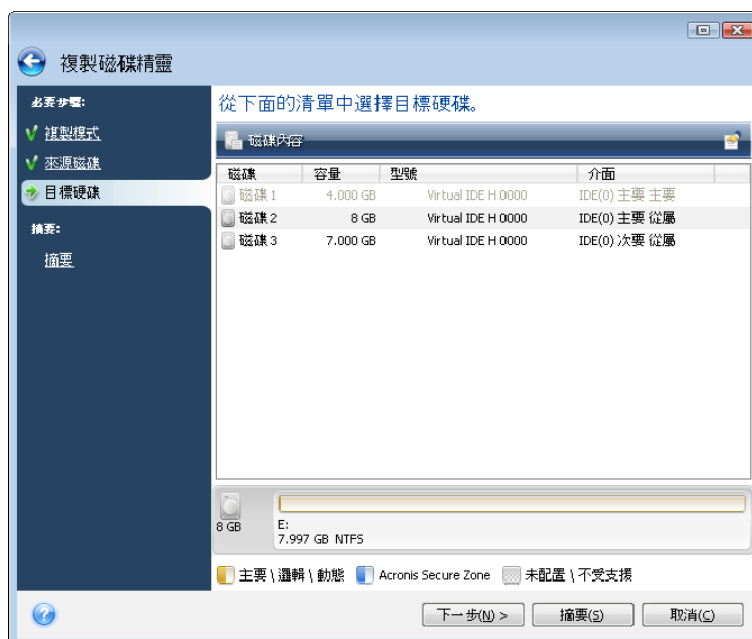 複製磁碟精靈
必要步驟:
複製模式
來源磁碟
目標硬碟
摘要:
摘要
從下面的清單中選擇目標硬碟。
磁碟內容
磁碟 容量 型號 介面
磁碟 1 4.000 GB Virtual IDE H 0000 IDE(0) 主要 主要
磁碟 2 8 GB Virtual IDE H 0000 IDE(0) 主要 從屬
磁碟 3 7.000 GB Virtual IDE H 0000 IDE(0) 次要 從屬
8 GB
E:
7.997 GB NTFS
主要 \ 邏輯 \ 動態 Acronis Secure Zone 未配置 \ 不受支援
下一步(N) > 摘要(S) 取消(C)